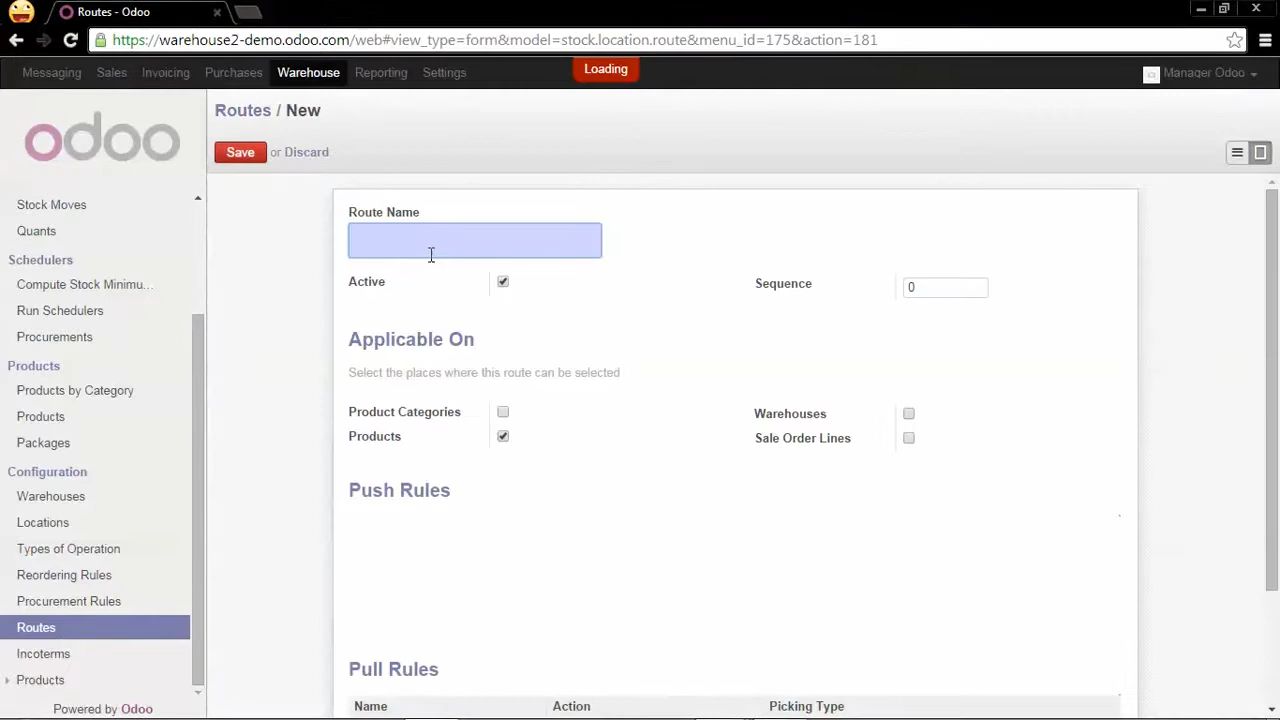 Routes - Odoo
https://warehouse2-demo.odoo.com/web#view_type=form&model=stock.location.route&menu_id=175&action=181
Messaging Sales Invoicing Purchases Warehouse Reporting Settings Loading Manager Odoo
odoo
Routes / New
Save or Discard
Stock Moves
Quants
Schedulers
Compute Stock Minimu...
Run Schedulers
Procurements
Products
Products by Category
Products
Packages
Configuration
Warehouses
Locations
Types of Operation
Reordering Rules
Procurement Rules
Routes
Incoterms
Products
Powered by Odoo
Route Name
Active Sequence 0
Applicable On
Select the places where this route can be selected
Product Categories Warehouses
Products Sale Order Lines
Push Rules
Pull Rules
Name Action Picking Type